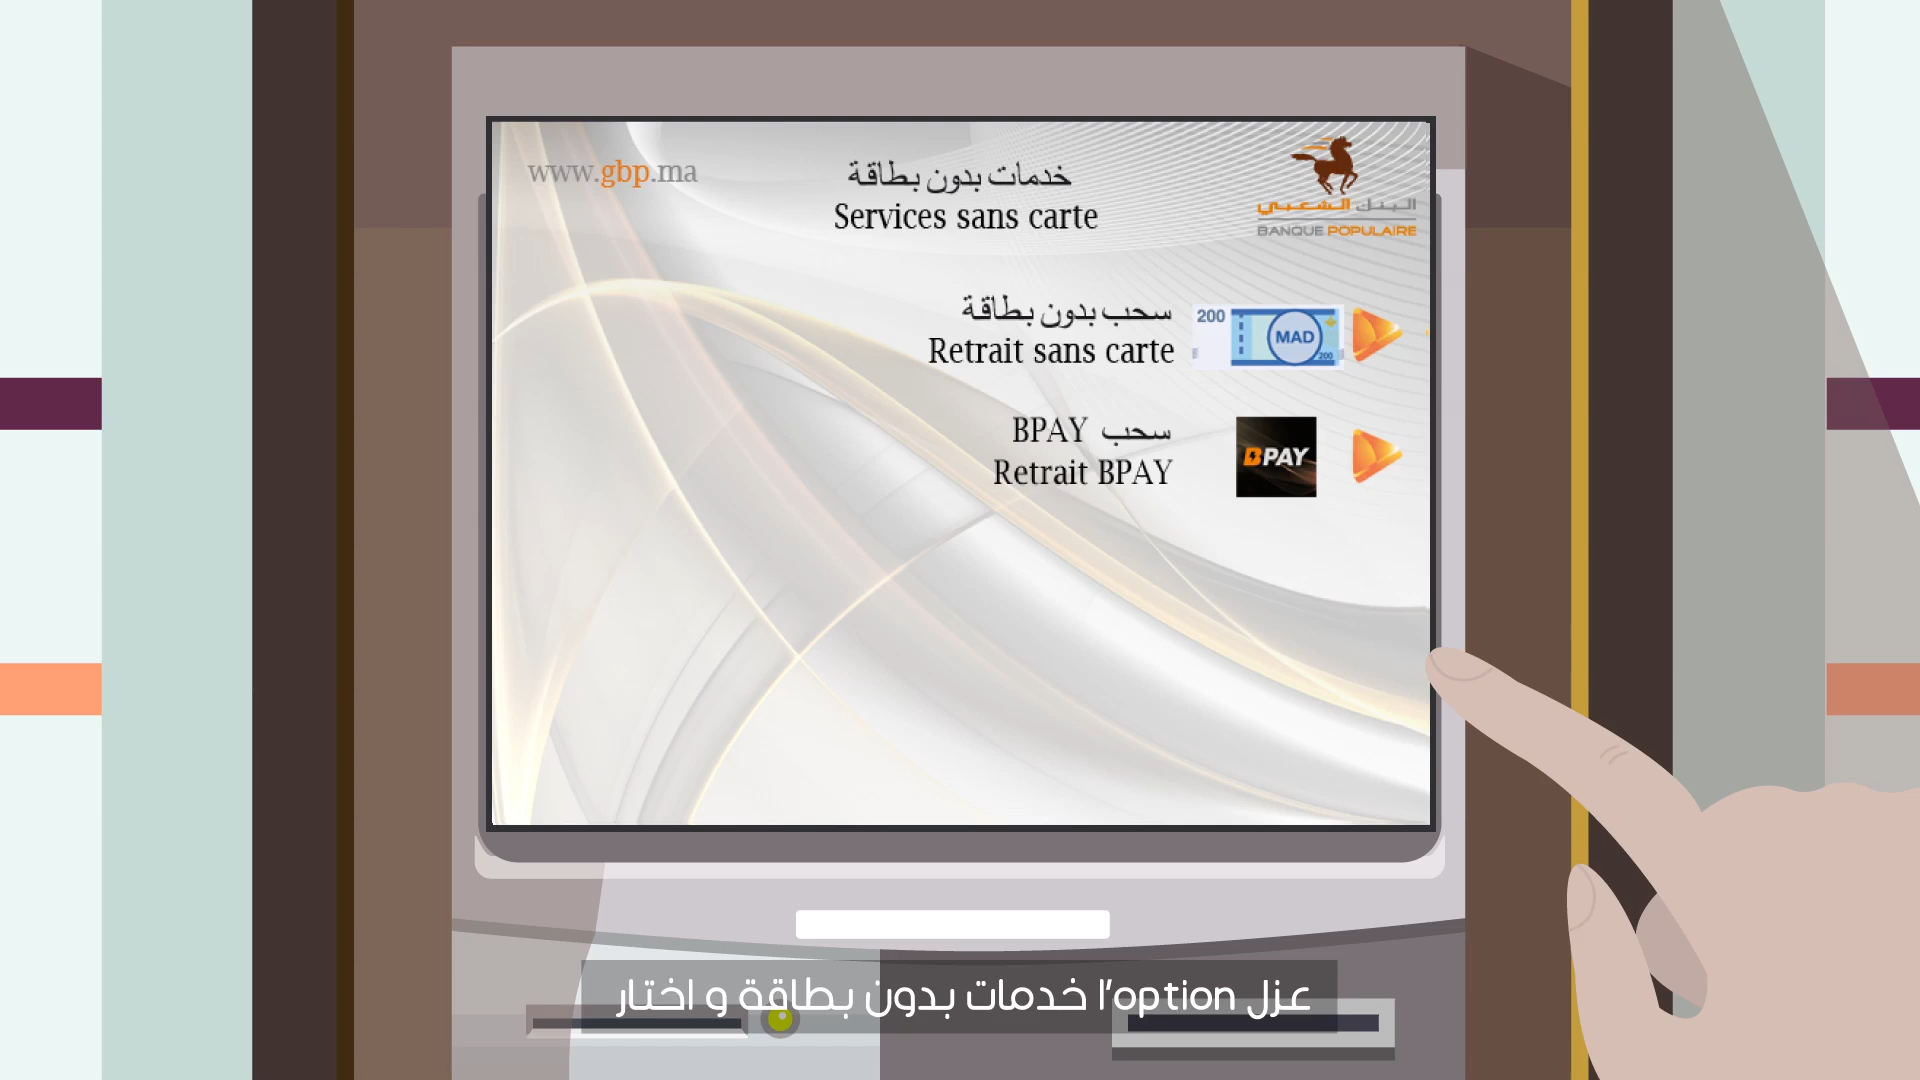 www.gbp.ma
خدمات بدون بطاقة
Services sans carte
البنك الشعبي
BANQUE POPULAIRE
سحب بدون بطاقة
Retrait sans carte
200
MAD
200
سحب BPAY
Retrait BPAY
BPAY
عزل l'option خدمات بدون بطاقة و اختار